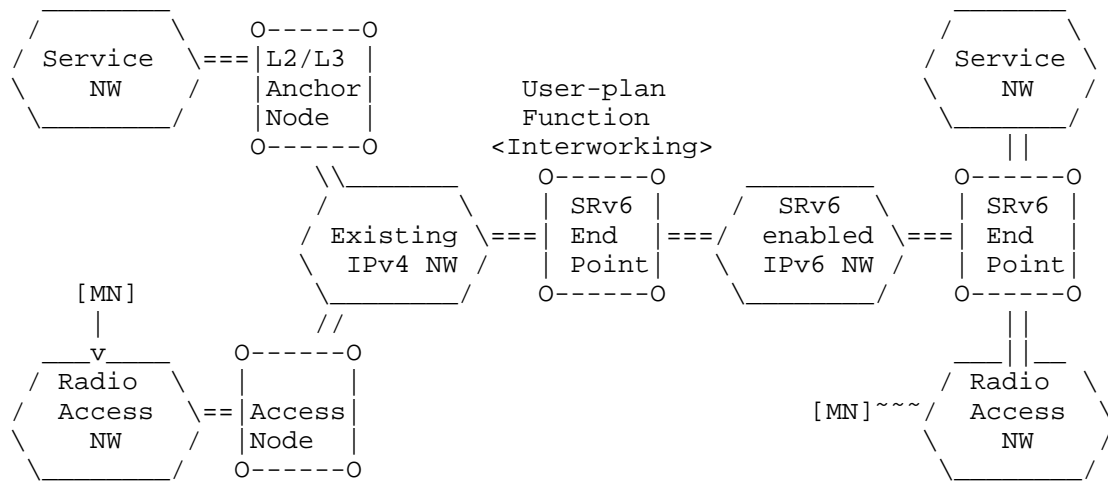 Service
NW
L2/L3
Anchor
Node
User-plan
Function
<Interworking>
Service
NW
Existing
IPv4 NW
SRv6
End
Point
SRv6
enabled
IPv6 NW
SRv6
End
Point
[MN]
v
Radio
Access
NW
Access
Node
[MN]~~~
Radio
Access
NW